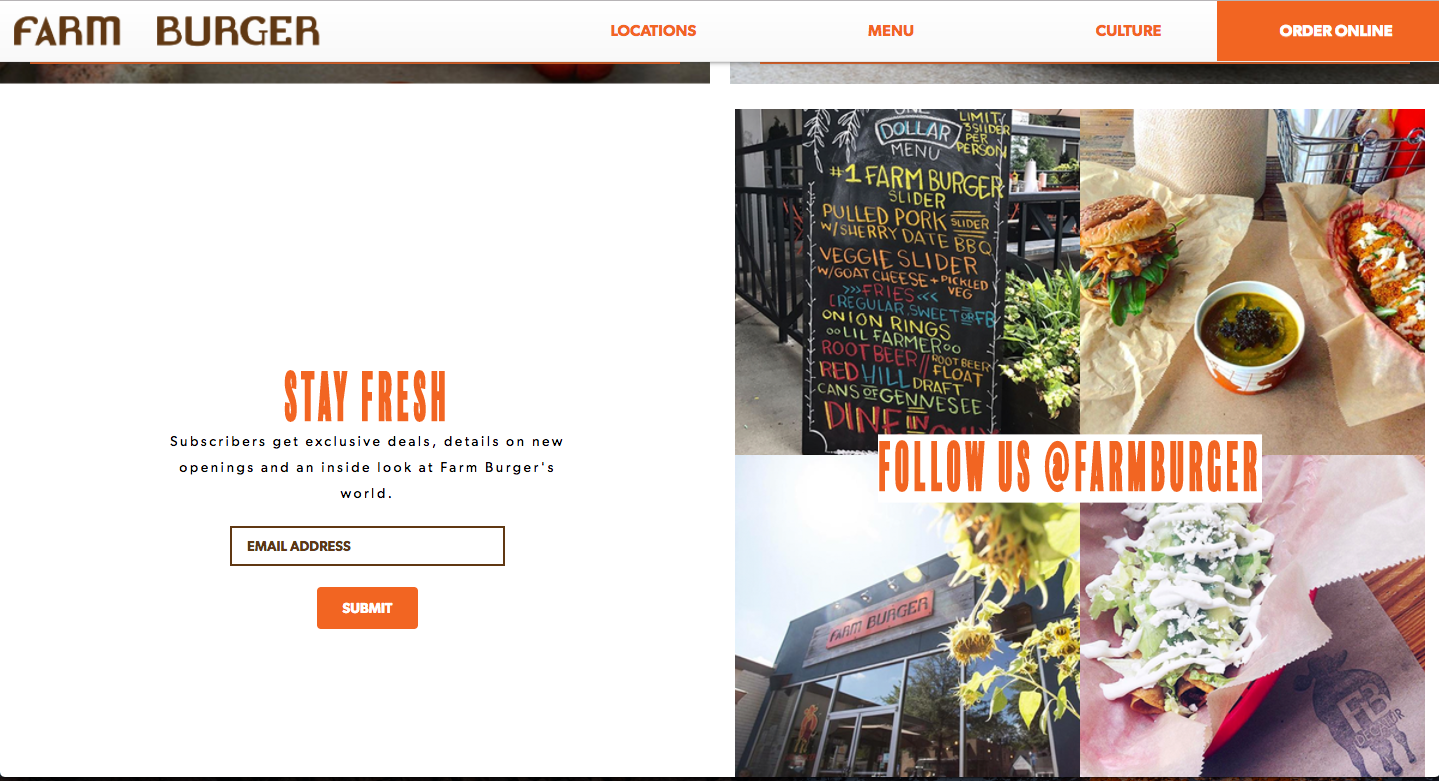 FARM BURGER
LOCATIONS
MENU
CULTURE
ORDER ONLINE
STAY FRESH
Subscribers get exclusive deals, details on new
openings and an inside look at Farm Burger's
world.
EMAIL ADDRESS
SUBMIT
ONE
DOLLAR
MENU
LIMIT
3 SLIDER
PER
PERSON
#1 FARM BURGER
SLIDER
PULLED PORK SLIDER
W/SHERRY DATE BBQ
VEGGIE SLIDER
W/GOAT CHEESE + PICKLED
VEG
>>>FRIES<<<
(REGULAR, SWEET OR FB
ONION RINGS
LIL FARMER
ROOT BEER // ROOT BEER
FLOAT
RED HILL DRAFT
CANS OF GENNESEE
DINE IN ONLY
FOLLOW US @FARMBURGER
FARM BURGER
FB
DECATUR